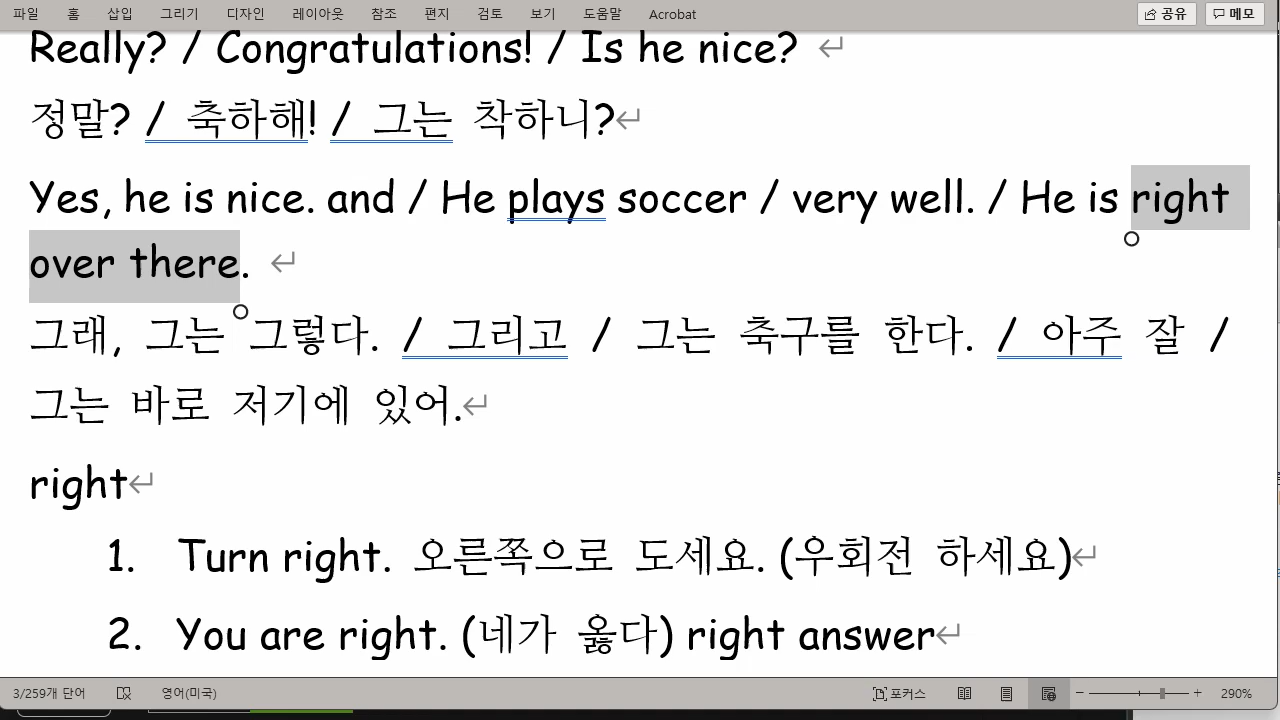 파일 홈 삽입 그리기 디자인 레이아웃 참조 편지 검토 보기 도움말 Acrobat 공유 메모
Really? / Congratulations! / Is he nice?
정말? / 축하해! / 그는 착하니?
Yes, he is nice. and / He plays soccer / very well. / He is right
over there.
그래, 그는 그렇다. / 그리고 / 그는 축구를 한다. / 아주 잘 /
그는 바로 저기에 있어.
right
1. Turn right. 오른쪽으로 도세요. (우회전 하세요)
2. You are right. (네가 옳다) right answer
3/259개 단어 영어(미국) 포커스 290%